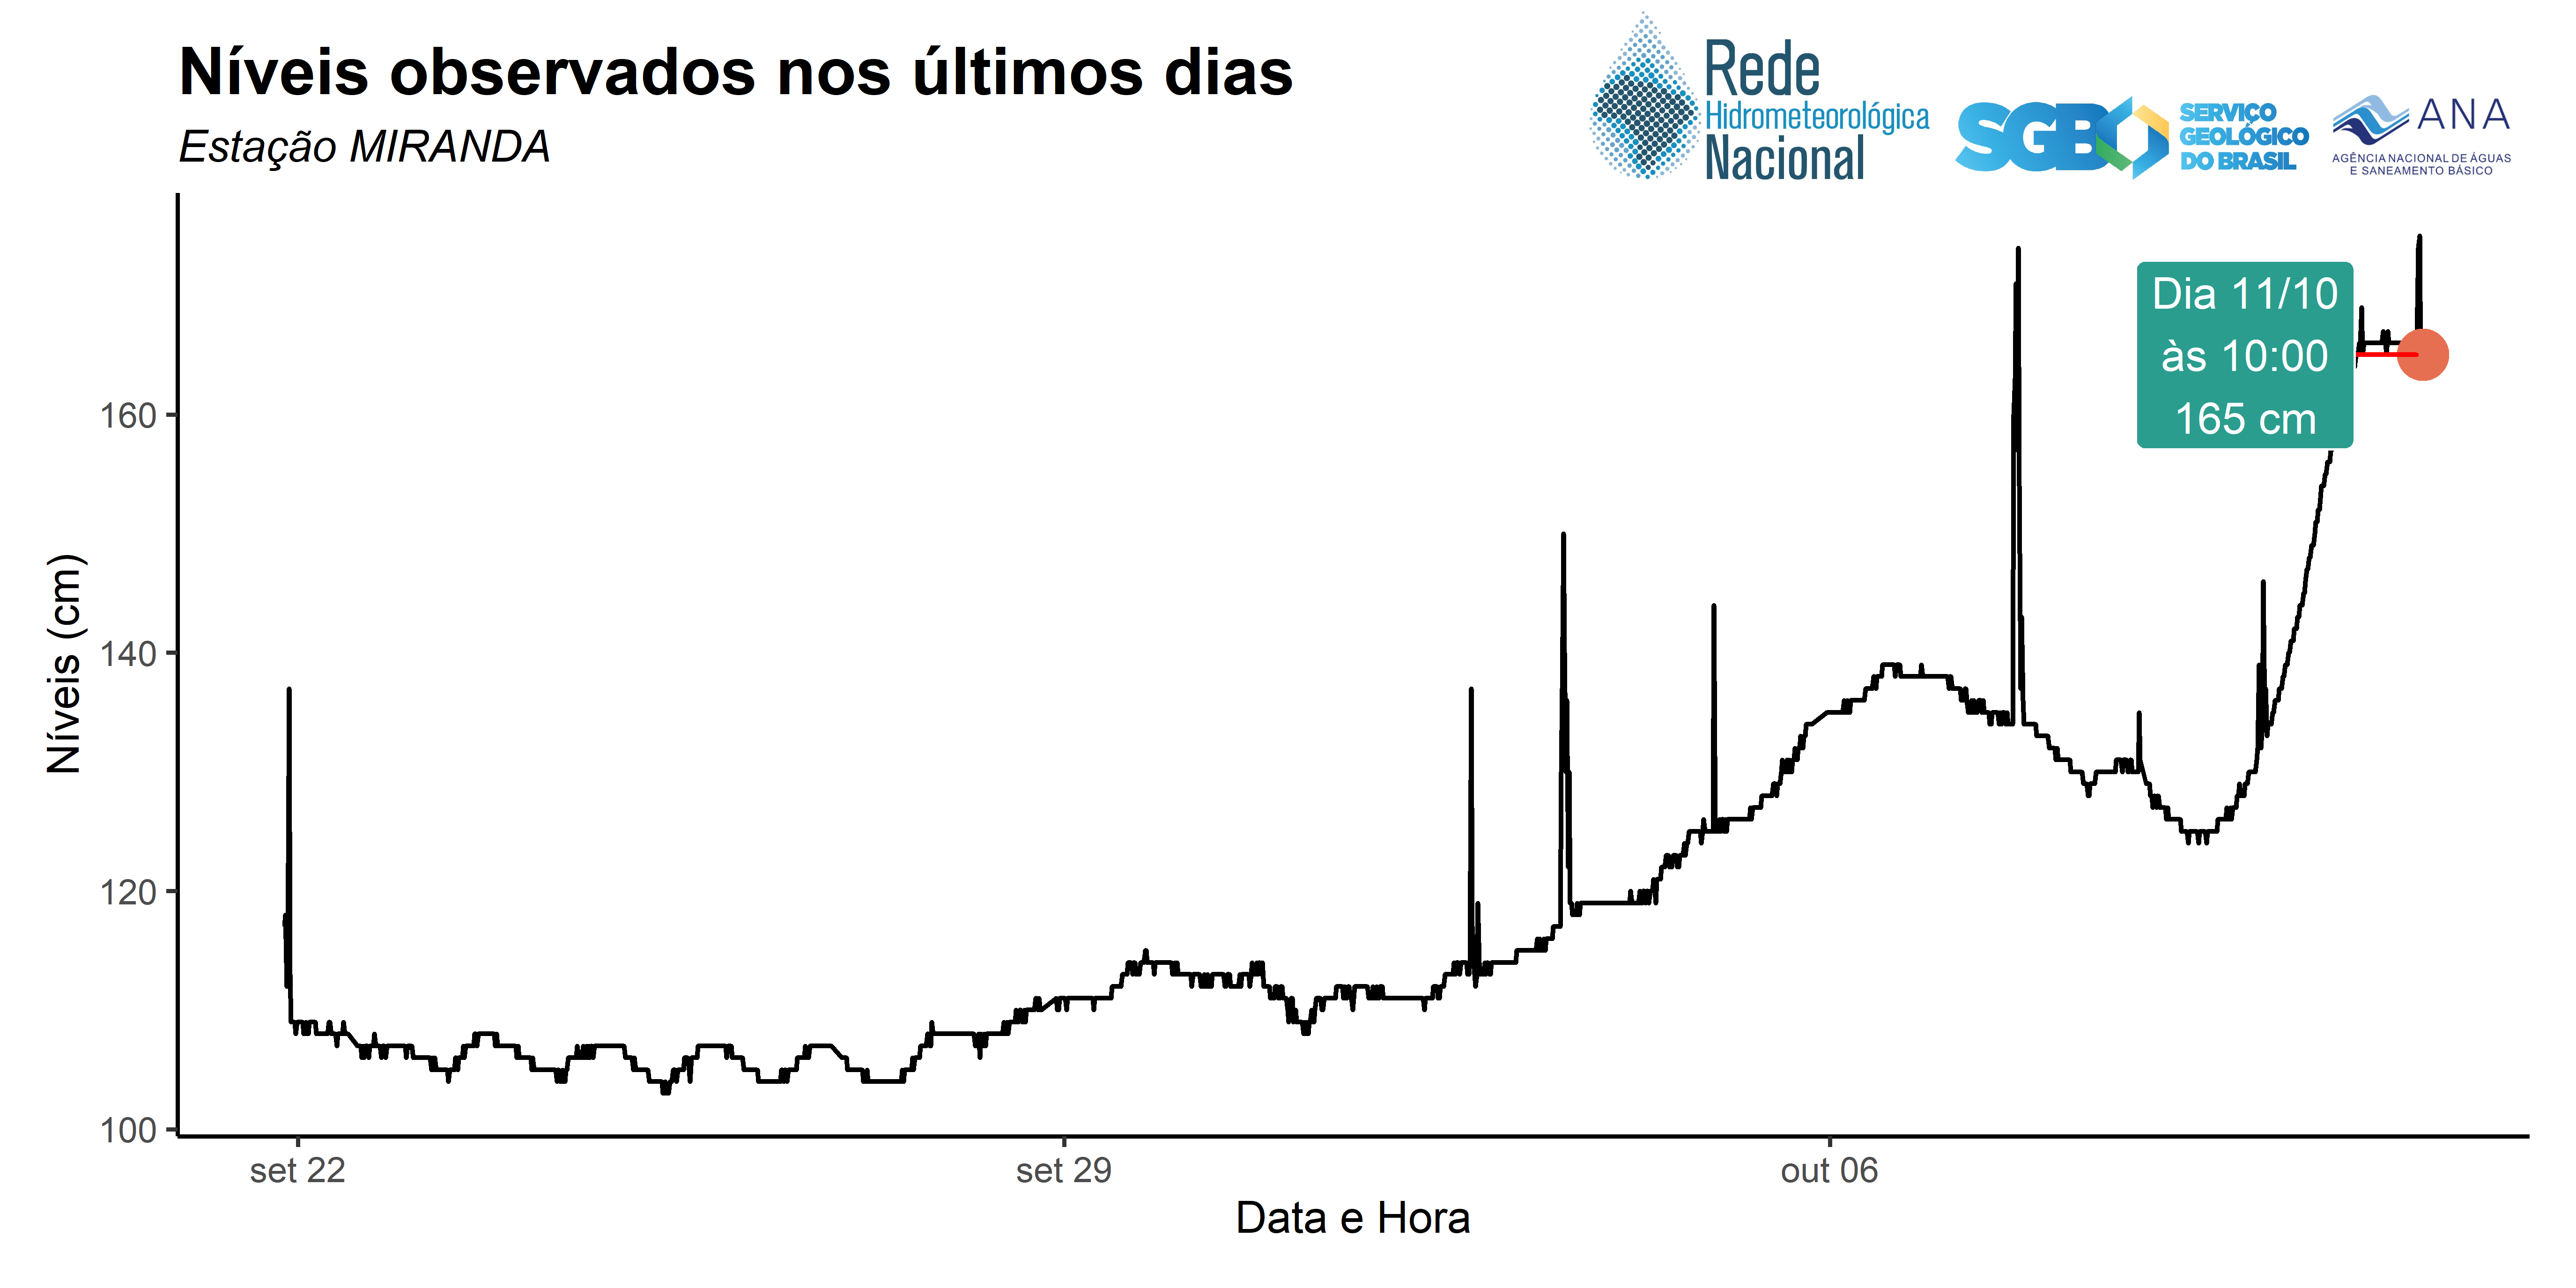 Níveis observados nos últimos dias
Estação MIRANDA
Rede
Hidrometeorológica
Nacional
SGB
SERVIÇO
GEOLÓGICO
DO BRASIL
ANA
AGÊNCIA NACIONAL DE ÁGUAS
E SANEAMENTO BÁSICO
Dia 11/10
às 10:00
165 cm
Níveis (cm)
160
140
120
100
set 22
set 29
out 06
Data e Hora